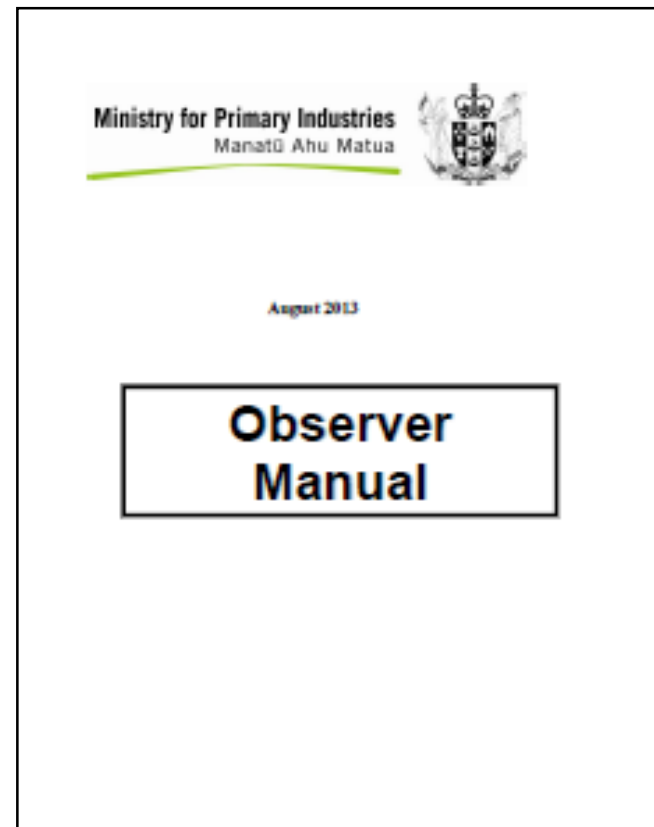 Ministry for Primary Industries
Manatū Ahu Matua
August 2013
Observer
Manual